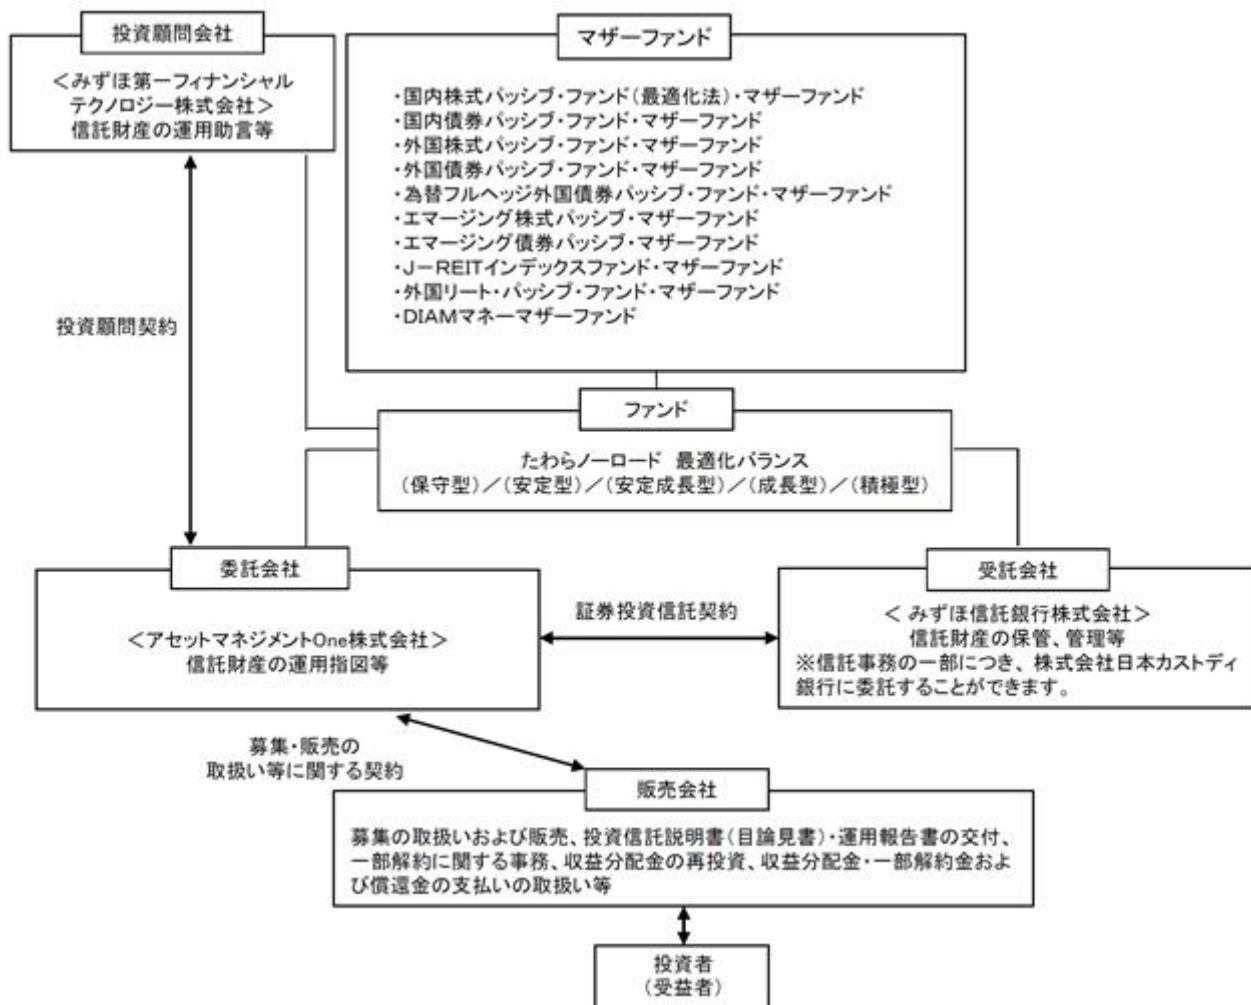 投資顧問会社
＜みずほ第一フィナンシャル
テクノロジー株式会社＞
信託財産の運用助言等
マザーファンド
・国内株式パッシブ・ファンド(最適化法)・マザーファンド
・国内債券パッシブ・ファンド・マザーファンド
・外国株式パッシブ・ファンド・マザーファンド
・外国債券パッシブ・ファンド・マザーファンド
・為替フルヘッジ外国債券パッシブ・ファンド・マザーファンド
・エマージング株式パッシブ・マザーファンド
・エマージング債券パッシブ・マザーファンド
・J－REITインデックスファンド・マザーファンド
・外国リート・パッシブ・ファンド・マザーファンド
・DIAMマネーマザーファンド
投資顧問契約
ファンド
たわらノーロード　最適化バランス
(保守型)／(安定型)／(安定成長型)／(成長型)／(積極型)
委託会社
＜アセットマネジメントOne株式会社＞
信託財産の運用指図等
証券投資信託契約
受託会社
＜ みずほ信託銀行株式会社＞
信託財産の保管、管理等
※信託事務の一部につき、株式会社日本カストディ
銀行に委託することができます。
募集・販売の
取扱い等に関する契約
販売会社
募集の取扱いおよび販売、投資信託説明書(目論見書)・運用報告書の交付、
一部解約に関する事務、収益分配金の再投資、収益分配金・一部解約金およ
び償還金の支払いの取扱い等
投資者
(受益者)